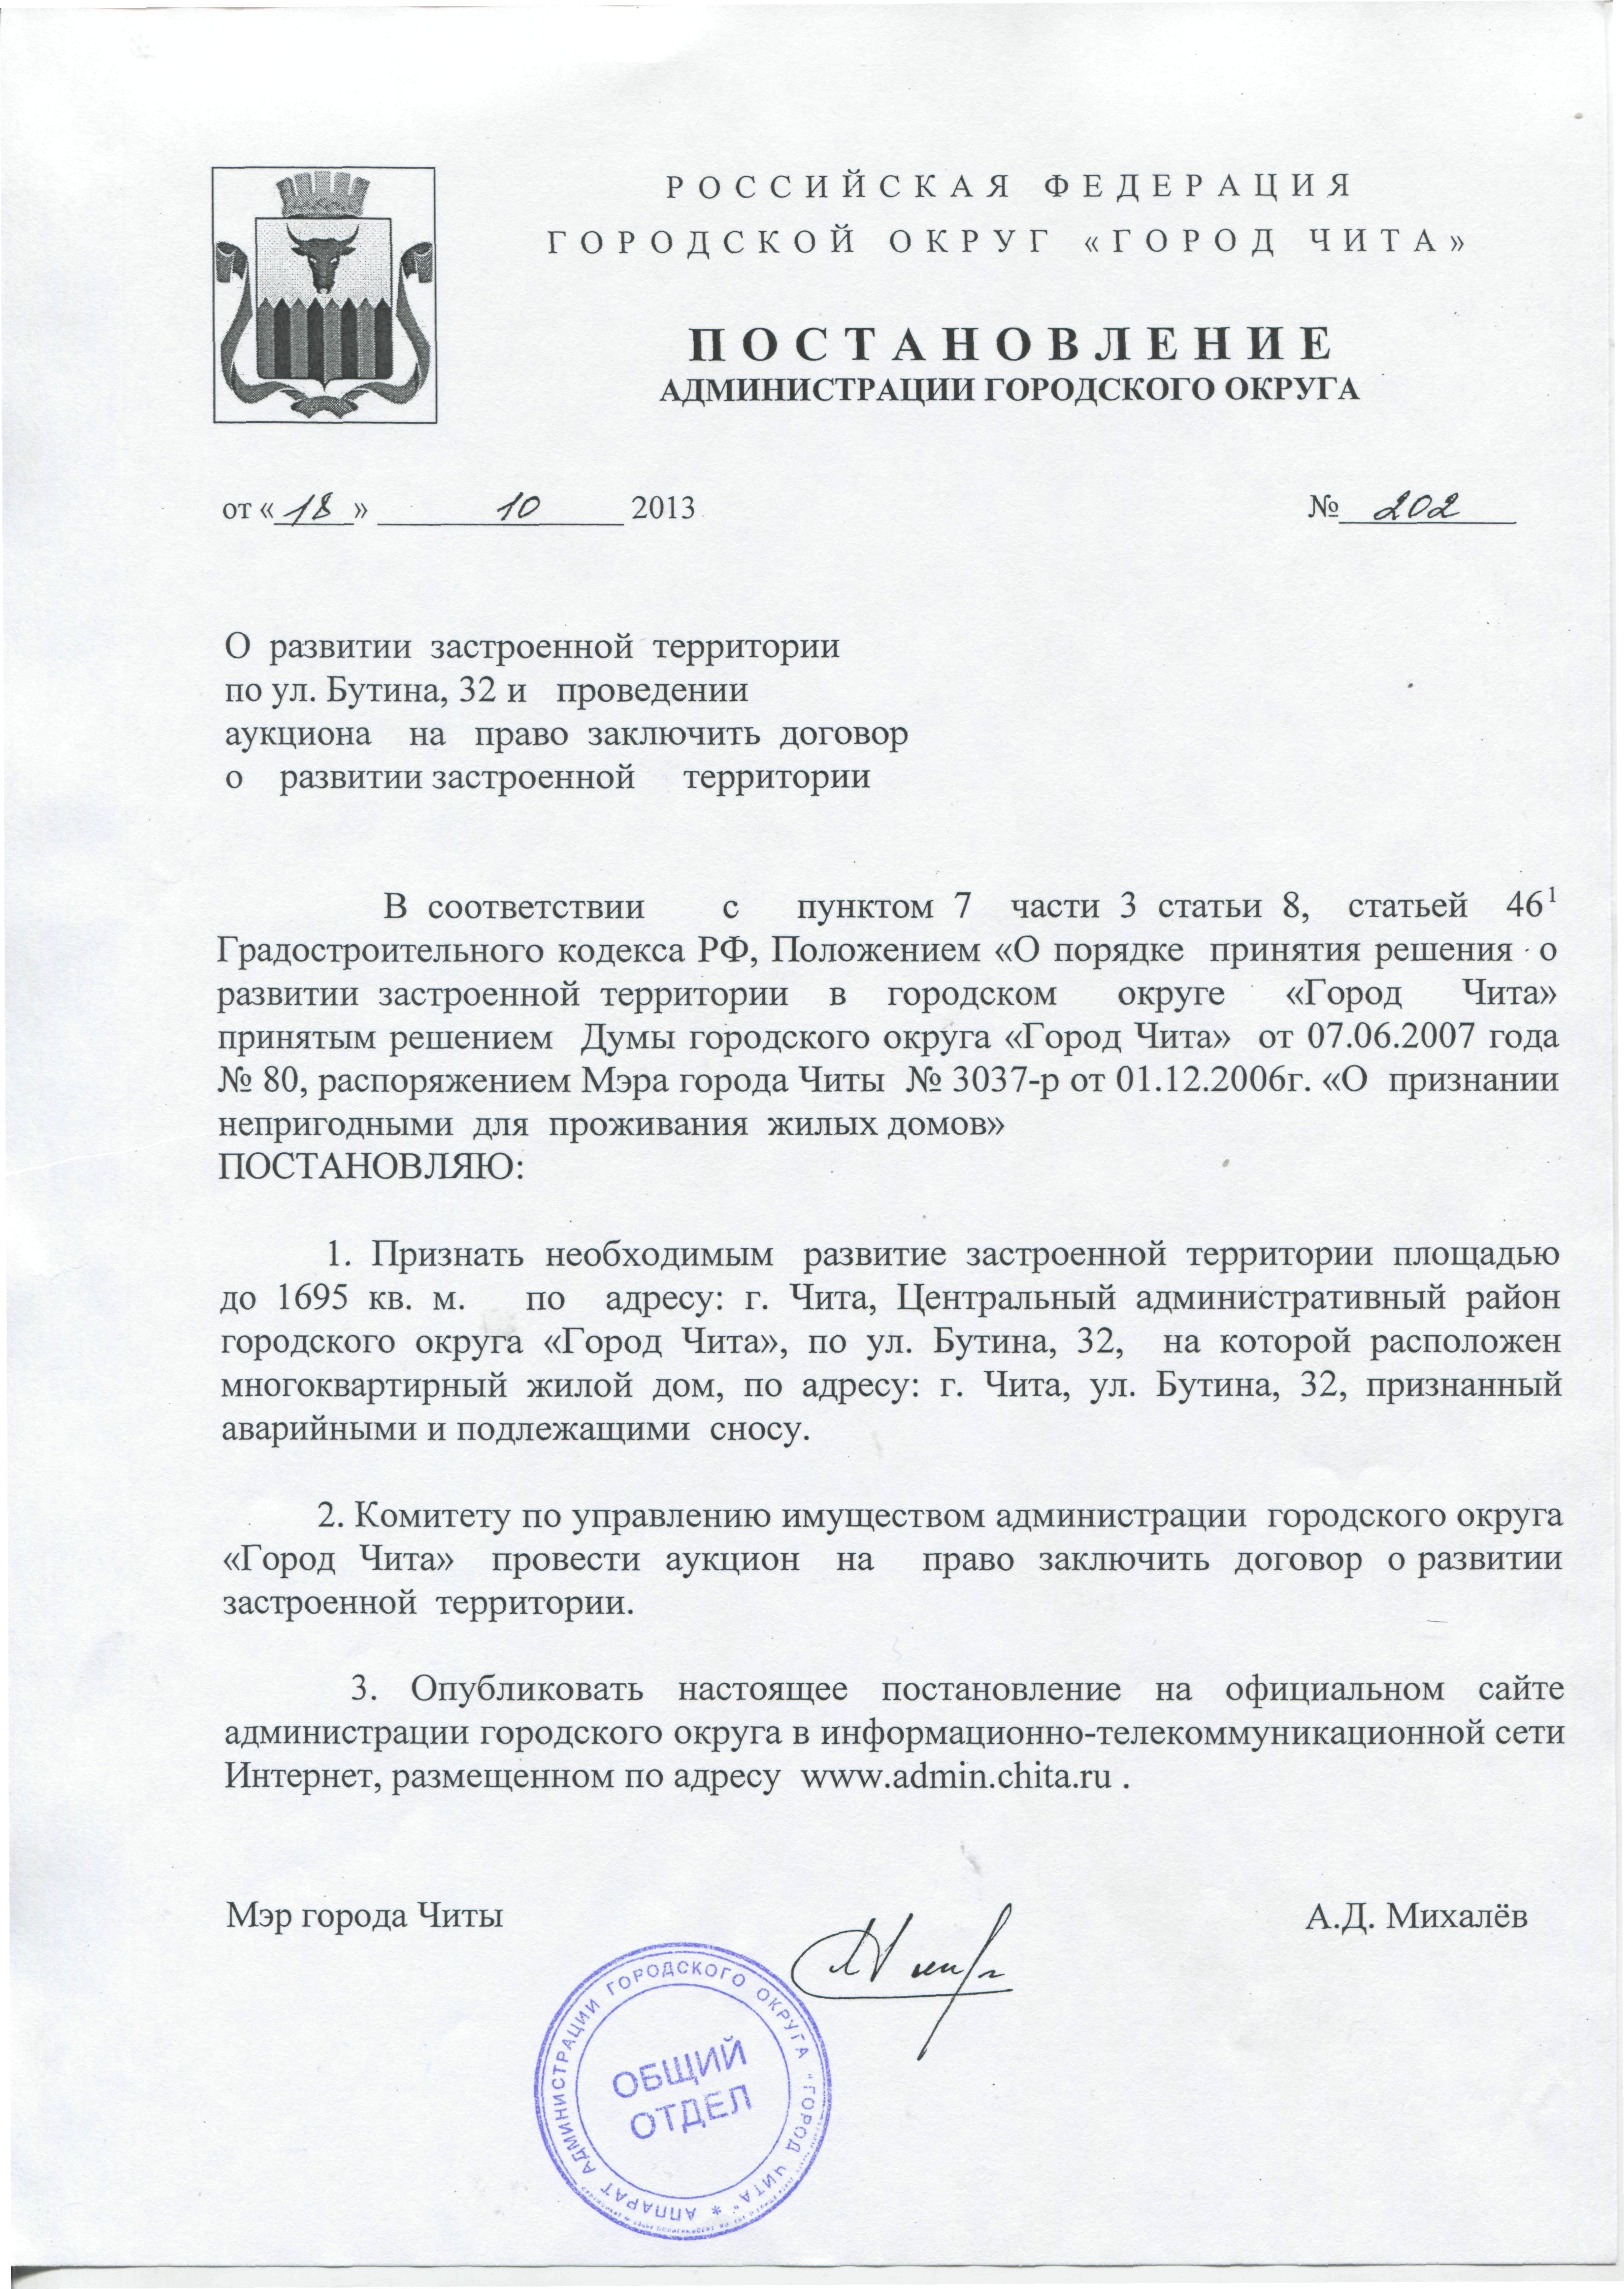 РОССИЙСКАЯ ФЕДЕРАЦИЯ
ГОРОДСКОЙ ОКРУГ «ГОРОД ЧИТА»
ПОСТАНОВЛЕНИЕ
АДМИНИСТРАЦИИ ГОРОДСКОГО ОКРУГА
от «18» 10 2013 № 202
О развитии застроенной территории
по ул. Бутина, 32 и проведении
аукциона на право заключить договор
о развитии застроенной территории
В соответствии с пунктом 7 части 3 статьи 8, статьей 46¹
Градостроительного кодекса РФ, Положением «О порядке принятия решения о
развитии застроенной территории в городском округе «Город Чита»
принятым решением Думы городского округа «Город Чита» от 07.06.2007 года
№ 80, распоряжением Мэра города Читы № 3037-р от 01.12.2006г. «О признании
непригодными для проживания жилых домов»
ПОСТАНОВЛЯЮ:
1. Признать необходимым развитие застроенной территории площадью
до 1695 кв. м. по адресу: г. Чита, Центральный административный район
городского округа «Город Чита», по ул. Бутина, 32, на которой расположен
многоквартирный жилой дом, по адресу: г. Чита, ул. Бутина, 32, признанный
аварийными и подлежащими сносу.
2. Комитету по управлению имуществом администрации городского округа
«Город Чита» провести аукцион на право заключить договор о развитии
застроенной территории.
3. Опубликовать настоящее постановление на официальном сайте
администрации городского округа в информационно-телекоммуникационной сети
Интернет, размещенном по адресу www.admin.chita.ru .
Мэр города Читы А.Д. Михалёв
АППАРАТ АДМИНИСТРАЦИИ ГОРОДСКОГО ОКРУГА "ГОРОД ЧИТА" *
ОБЩИЙ
ОТДЕЛ